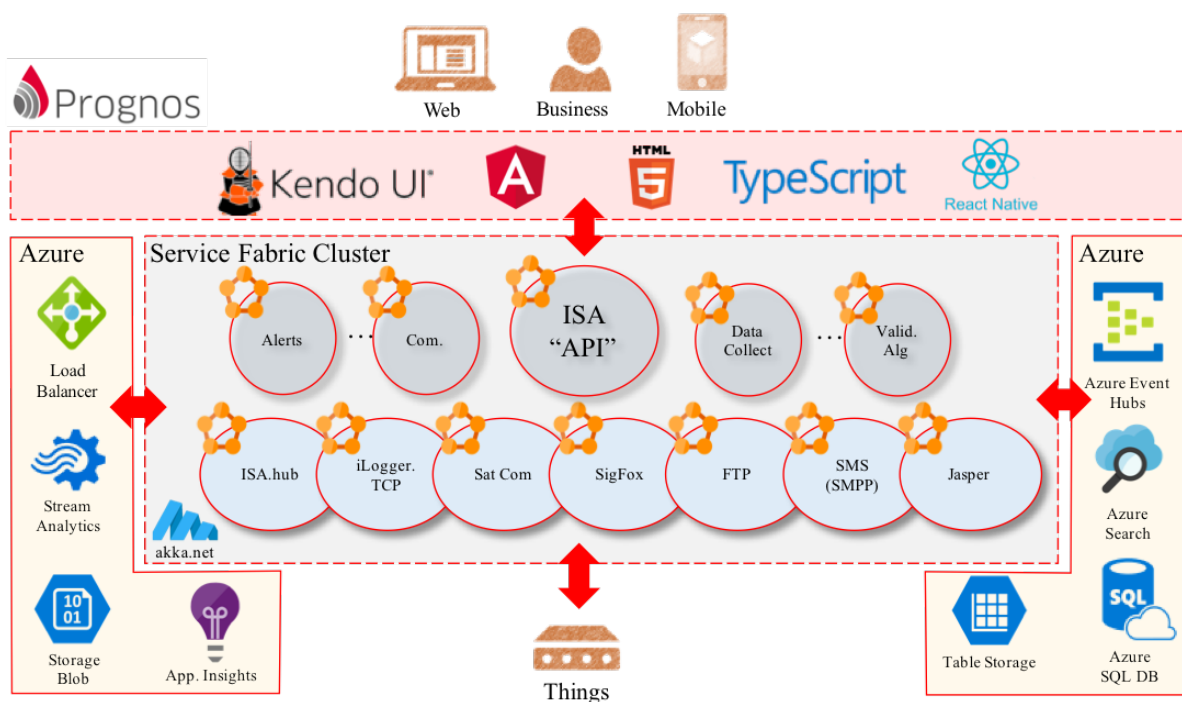 Prognos
Web
Business
Mobile
Kendo UI®
A
HTML
5
TypeScript
React Native
Azure
Service Fabric Cluster
Azure
Load
Balancer
Stream
Analytics
Storage
Blob
App. Insights
10
01
Alerts
...
Com.
ISA
“API”
Data
Collect
...
Valid.
Alg
ISA.hub
iLogger.
TCP
Sat Com
SigFox
FTP
SMS
(SMPP)
Jasper
akka.net
Azure Event
Hubs
Azure
Search
Table Storage
SQL
Azure
SQL DB
Things